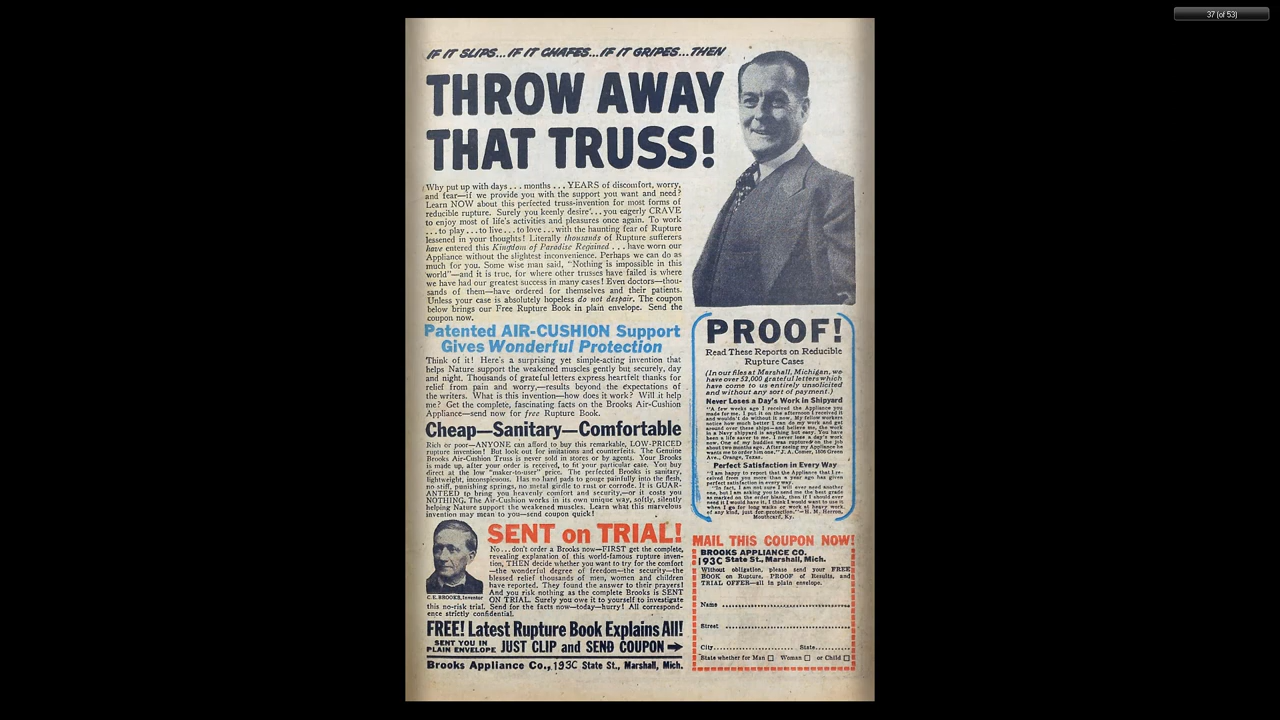 37 (of 53)
IF IT SLIPS...IF IT CHAFES...IF IT GRIPES...THEN
THROW AWAY
THAT TRUSS!
Why put up with days . . . months . . . YEARS of discomfort, worry,
and fear—if we provide you with the support you want and need?
Learn NOW about this perfected truss-invention for most forms of
reducible rupture. Surely you keenly desire . . . you eagerly CRAVE
to enjoy most of life's activities and pleasures once again. To work
. . . to play . . . to live . . . to love . . . with the haunting fear of Rupture
lessened in your thoughts! Literally thousands of Rupture sufferers
have entered this Kingdom of Paradise Regained . . . have worn our
Appliance without the slightest inconvenience. Perhaps we can do as
much for you. Some wise man said, "Nothing is impossible in this
world"—and it is true, for where other trusses have failed is where
we have had our greatest success in many cases! Even doctors—thou-
sands of them—have ordered for themselves and their patients.
Unless your case is absolutely hopeless do not despair. The coupon
below brings our Free Rupture Book in plain envelope. Send the
coupon now.
Patented AIR-CUSHION Support
Gives Wonderful Protection
Think of it! Here's a surprising yet simple-acting invention that
helps Nature support the weakened muscles gently but securely, day
and night. Thousands of grateful letters express heartfelt thanks for
relief from pain and worry,—results beyond the expectations of
the writers. What is this invention—how does it work? Will it help
me? Get the complete, fascinating facts on the Brooks Air-Cushion
Appliance—send now for free Rupture Book.
Cheap—Sanitary—Comfortable
Rich or poor—ANYONE can afford to buy this remarkable, LOW-PRICED
rupture invention! But look out for imitations and counterfeits. The Genuine
Brooks Air-Cushion Truss is never sold in stores or by agents. Your Brooks
is made up, after your order is received, to fit your particular case. You buy
direct at the low "maker-to-user" price. The perfected Brooks is sanitary,
lightweight, inconspicuous. Has no hard pads to gouge painfully into the flesh,
no stiff, punishing springs, no metal girdle to rust or corrode. It is GUAR-
ANTEED to bring you heavenly comfort and security,—or it costs you
NOTHING. The Air-Cushion works in its own unique way, softly, silently
helping Nature support the weakened muscles. Learn what this marvelous
invention may mean to you—send coupon quick!
C. E. BROOKS, Inventor
SENT on TRIAL!
No . . . don't order a Brooks now—FIRST get the complete,
revealing explanation of this world-famous rupture inven-
tion, THEN decide whether you want to try for the comfort
—the wonderful degree of freedom—the security—the
blessed relief thousands of men, women and children
have reported. They found the answer to their prayers!
And you risk nothing as the complete Brooks is SENT
ON TRIAL. Surely you owe it to yourself to investigate
this no-risk trial. Send for the facts now—today—hurry! All correspond-
ence strictly confidential.
FREE! Latest Rupture Book Explains All!
SENT YOU IN
PLAIN ENVELOPE
JUST CLIP and SEND COUPON
Brooks Appliance Co., 193C State St., Marshall, Mich.
PROOF!
Read These Reports on Reducible
Rupture Cases
(In our files at Marshall, Michigan, we
have over 52,000 grateful letters which
have come to us entirely unsolicited
and without any sort of payment.)
Never Loses a Day's Work in Shipyard
"A few weeks ago I received the Appliance you
made for me. I put it on the afternoon I received it
and wouldn't do without it now. My fellow workers
notice how much better I can do my work and get
around over these ships—and believe me, the work
in a Navy shipyard is anything but easy. You have
been a life saver to me. I never lose a day's work
now. One of my buddies was ruptured on the job
about two months ago. After seeing my Appliance he
wants me to order him one." J. A. Comer, 1506 Green
Ave., Orange, Texas.
Perfect Satisfaction in Every Way
"I am happy to report that the Appliance that I re-
ceived from you more than a year ago has given
perfect satisfaction in every way.
"In fact, I am not sure I will ever need another
one, but I am asking you to send me the best grade
as marked on the order blank, then if I should ever
need it I would have it. I think I would want to use it
when I go for long walks or work at heavy work
of any kind, just for protection."—H. M. Herron,
Mouthcard, Ky.
MAIL THIS COUPON NOW!
BROOKS APPLIANCE CO.
193C State St., Marshall, Mich.
Without obligation, please send your FREE
BOOK on Rupture, PROOF of Results, and
TRIAL OFFER—all in plain envelope.
Name
Street
City State
State whether for Man □ Woman □ or Child □